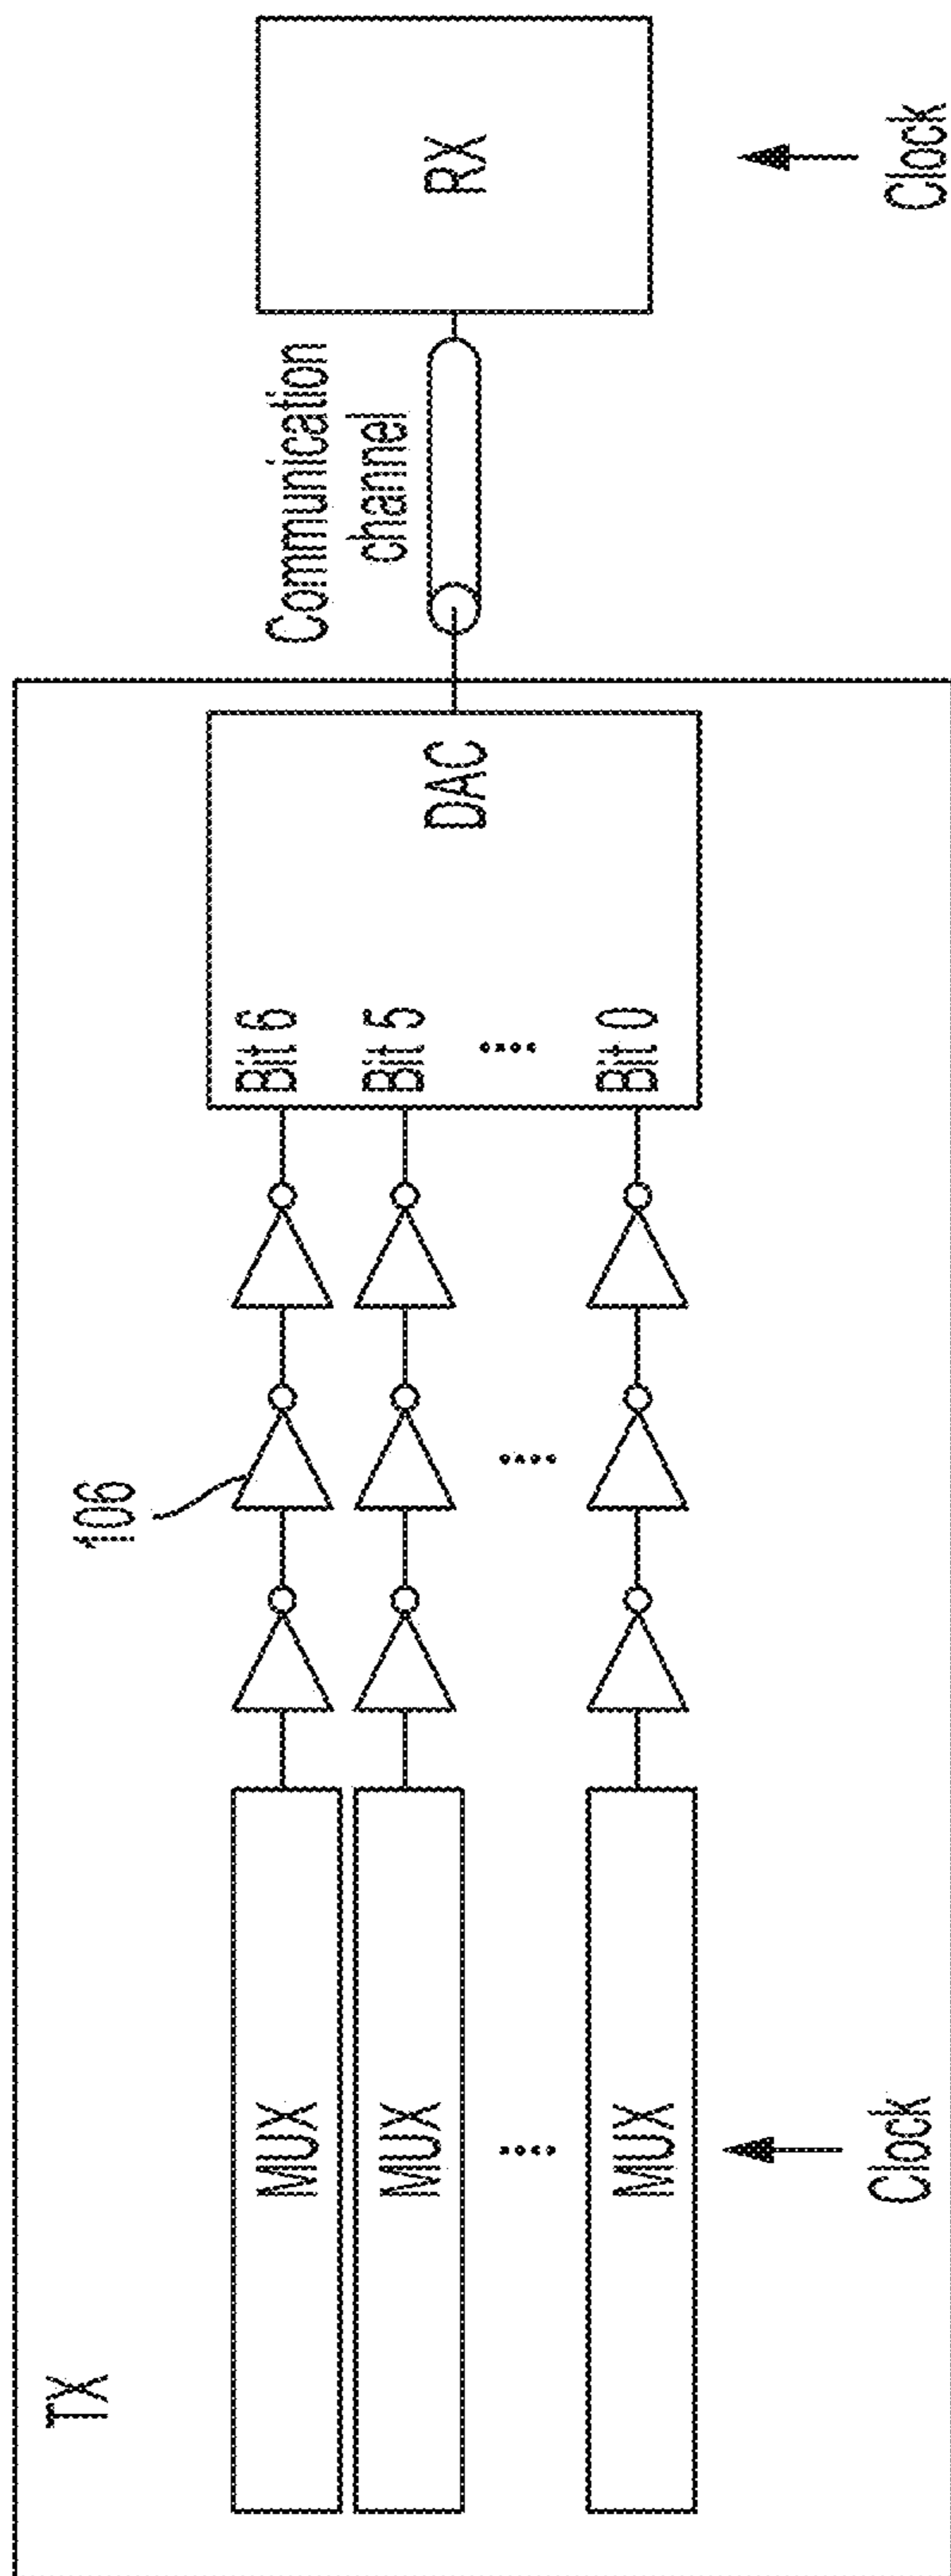 TX
MUX
MUX
....
MUX
Clock
106
....
Bit 6
Bit 5
....
Bit 0
DAC
Communication
channel
RX
Clock